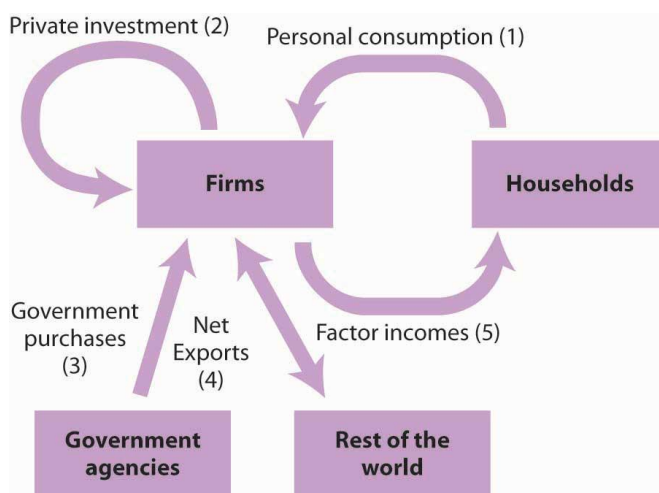 Private investment (2)
Personal consumption (1)
Firms
Households
Government
purchases
(3)
Net
Exports
(4)
Factor incomes (5)
Government
agencies
Rest of the
world